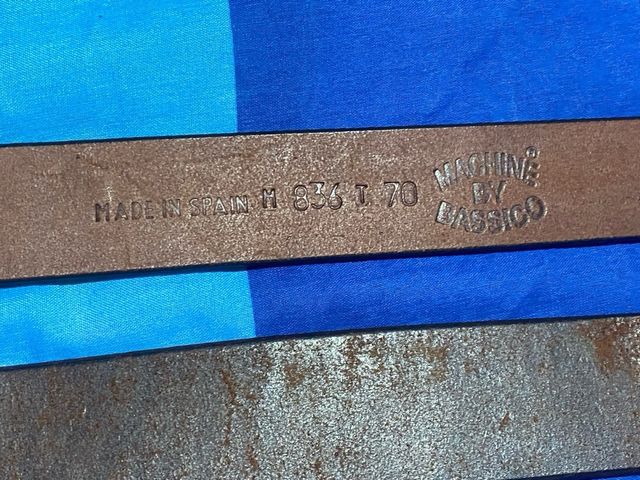 MADE IN SPAIN M 836 T 70
MACHINE®
BY
BASSICO